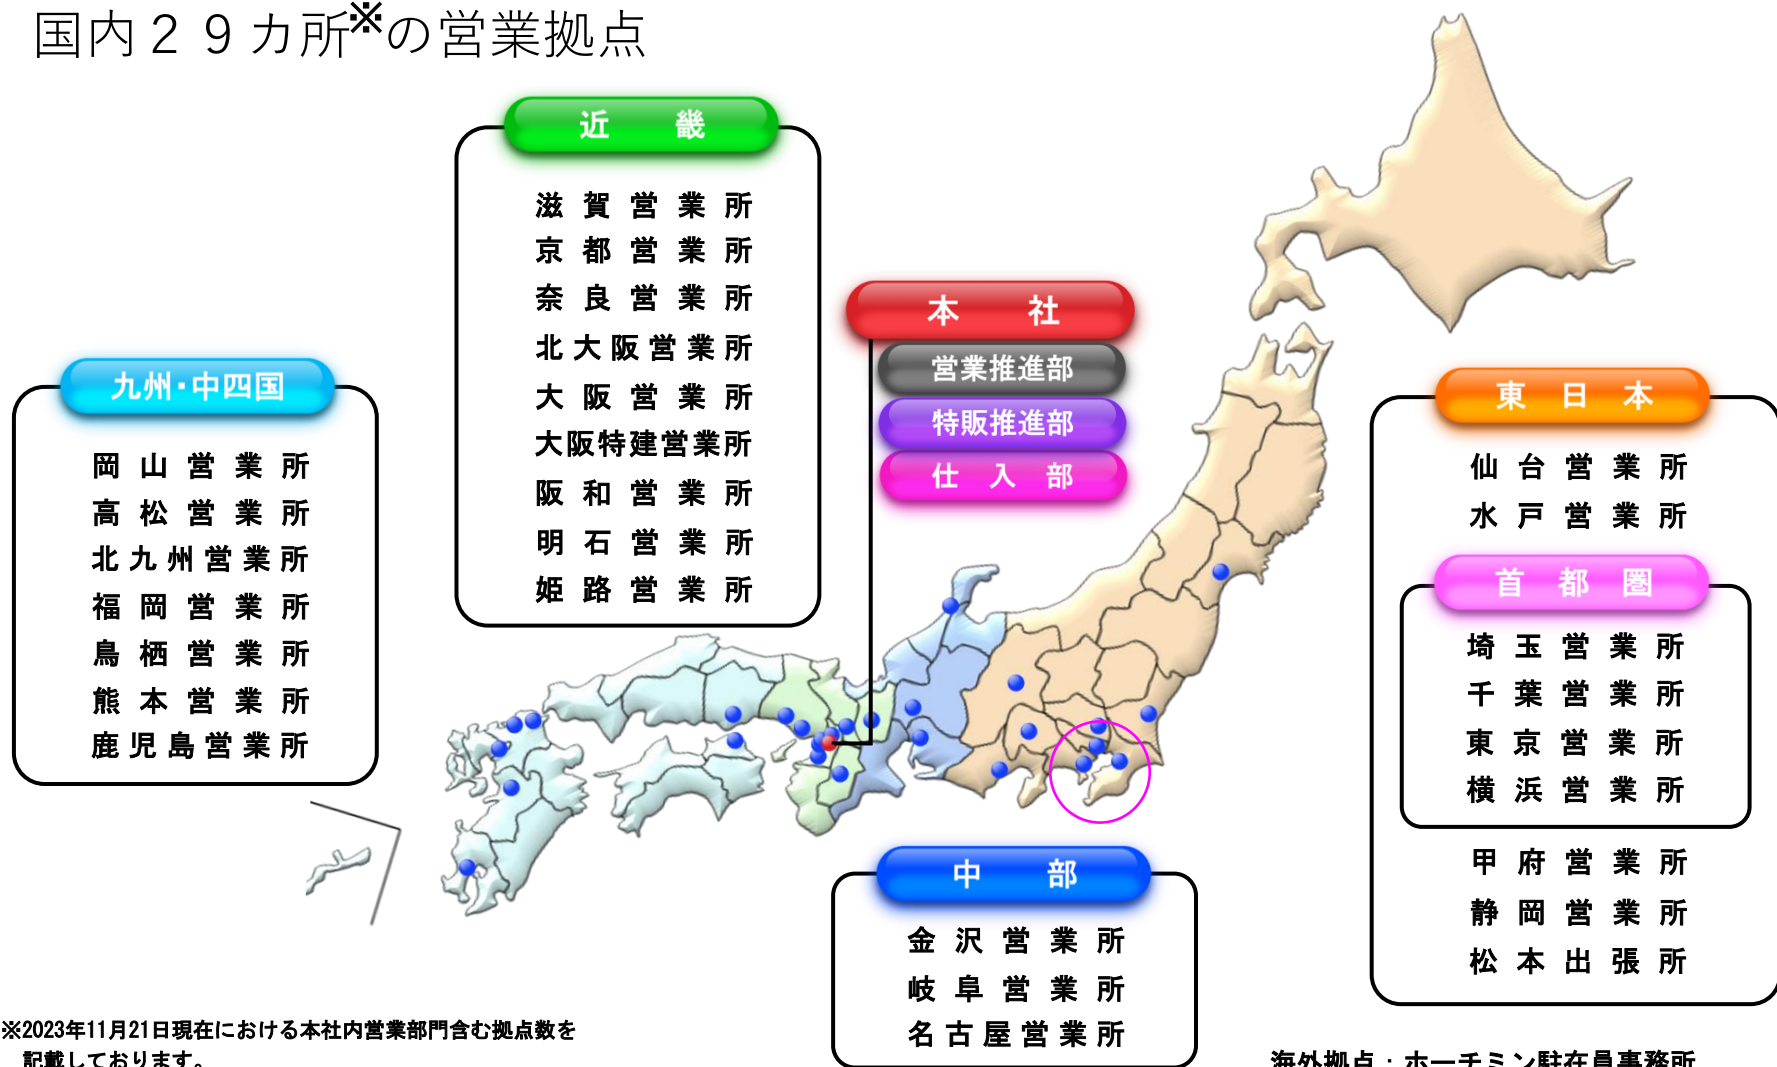 国内２９カ所※の営業拠点
近　畿
滋賀営業所
京都営業所
奈良営業所
北大阪営業所
大阪営業所
大阪特建営業所
阪和営業所
明石営業所
姫路営業所
本　社
営業推進部
特販推進部
仕入部
九州・中四国
岡山営業所
高松営業所
北九州営業所
福岡営業所
鳥栖営業所
熊本営業所
鹿児島営業所
東日本
仙台営業所
水戸営業所
首都圏
埼玉営業所
千葉営業所
東京営業所
横浜営業所
甲府営業所
静岡営業所
松本出張所
中　部
金沢営業所
岐阜営業所
名古屋営業所
※2023年11月21日現在における本社内営業部門含む拠点数を
記載しております。
海外拠点：ホーチミン駐在員事務所